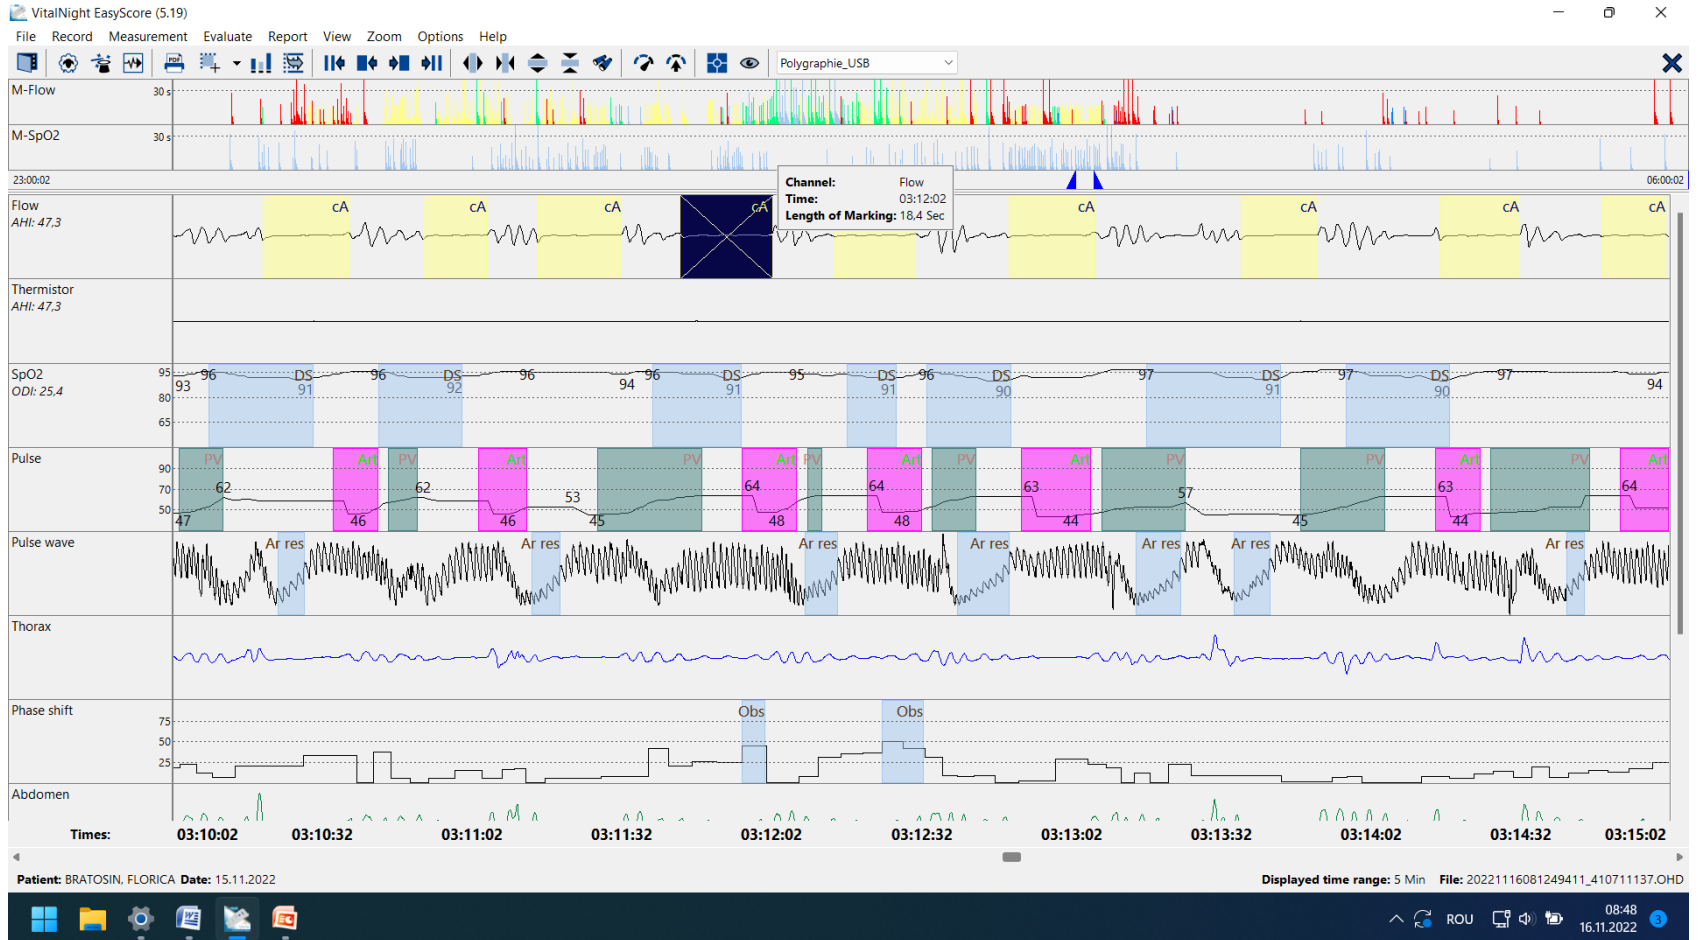 VitalNight EasyScore (5.19)
File Record Measurement Evaluate Report View Zoom Options Help
PDF
Polygraphie_USB
M-Flow 30 s
M-SpO2 30 s
23:00:02 06:00:02
Channel: Flow
Time: 03:12:02
Length of Marking: 18,4 Sec
Flow
AHI: 47,3
cA cA cA cA cA cA cA cA
Thermistor
AHI: 47,3
SpO2
ODI: 25,4
95
80
65
93 96 DS 91 96 DS 92 96 94 96 DS 91 95 DS 91 96 DS 90 97 DS 91 97 DS 90 97 94
Pulse
90
70
50
PV Art PV Art PV Art PV Art PV Art PV PV Art PV Art
47 62 46 62 46 53 45 64 48 64 48 63 44 57 45 63 44 64
Pulse wave
Ar res Ar res Ar res Ar res Ar res Ar res Ar res
Thorax
Phase shift
75
50
25
Obs Obs
Abdomen
Times: 03:10:02 03:10:32 03:11:02 03:11:32 03:12:02 03:12:32 03:13:02 03:13:32 03:14:02 03:14:32 03:15:02
Patient: BRATOSIN, FLORICA Date: 15.11.2022 Displayed time range: 5 Min File: 20221116081249411_410711137.OHD
ROU 08:48
16.11.2022 3